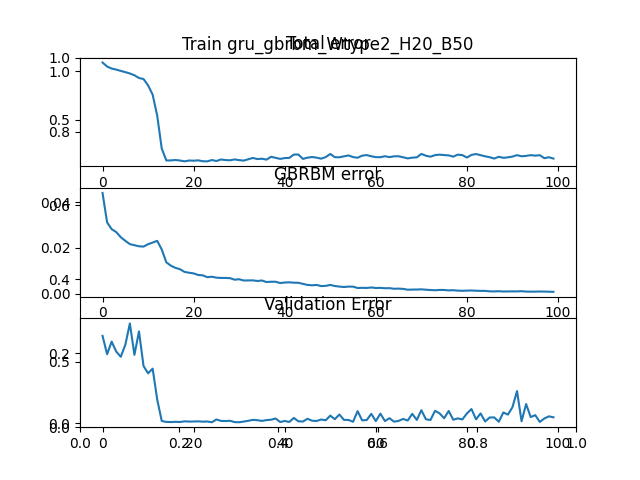 Train gru_gbrbm_Wtype2_H20_B50
Total error
1.0
1.0
0.5
0.8
0 20 40 60 80 100
GBRBM error
0.04
0.6
0.02
0.4
0.00
0 20 40 60 80 100
Validation Error
0.2
0.5
0.0
0.0
0 20 40 60 80 100
0.0 0.2 0.4 0.6 0.8 1.0